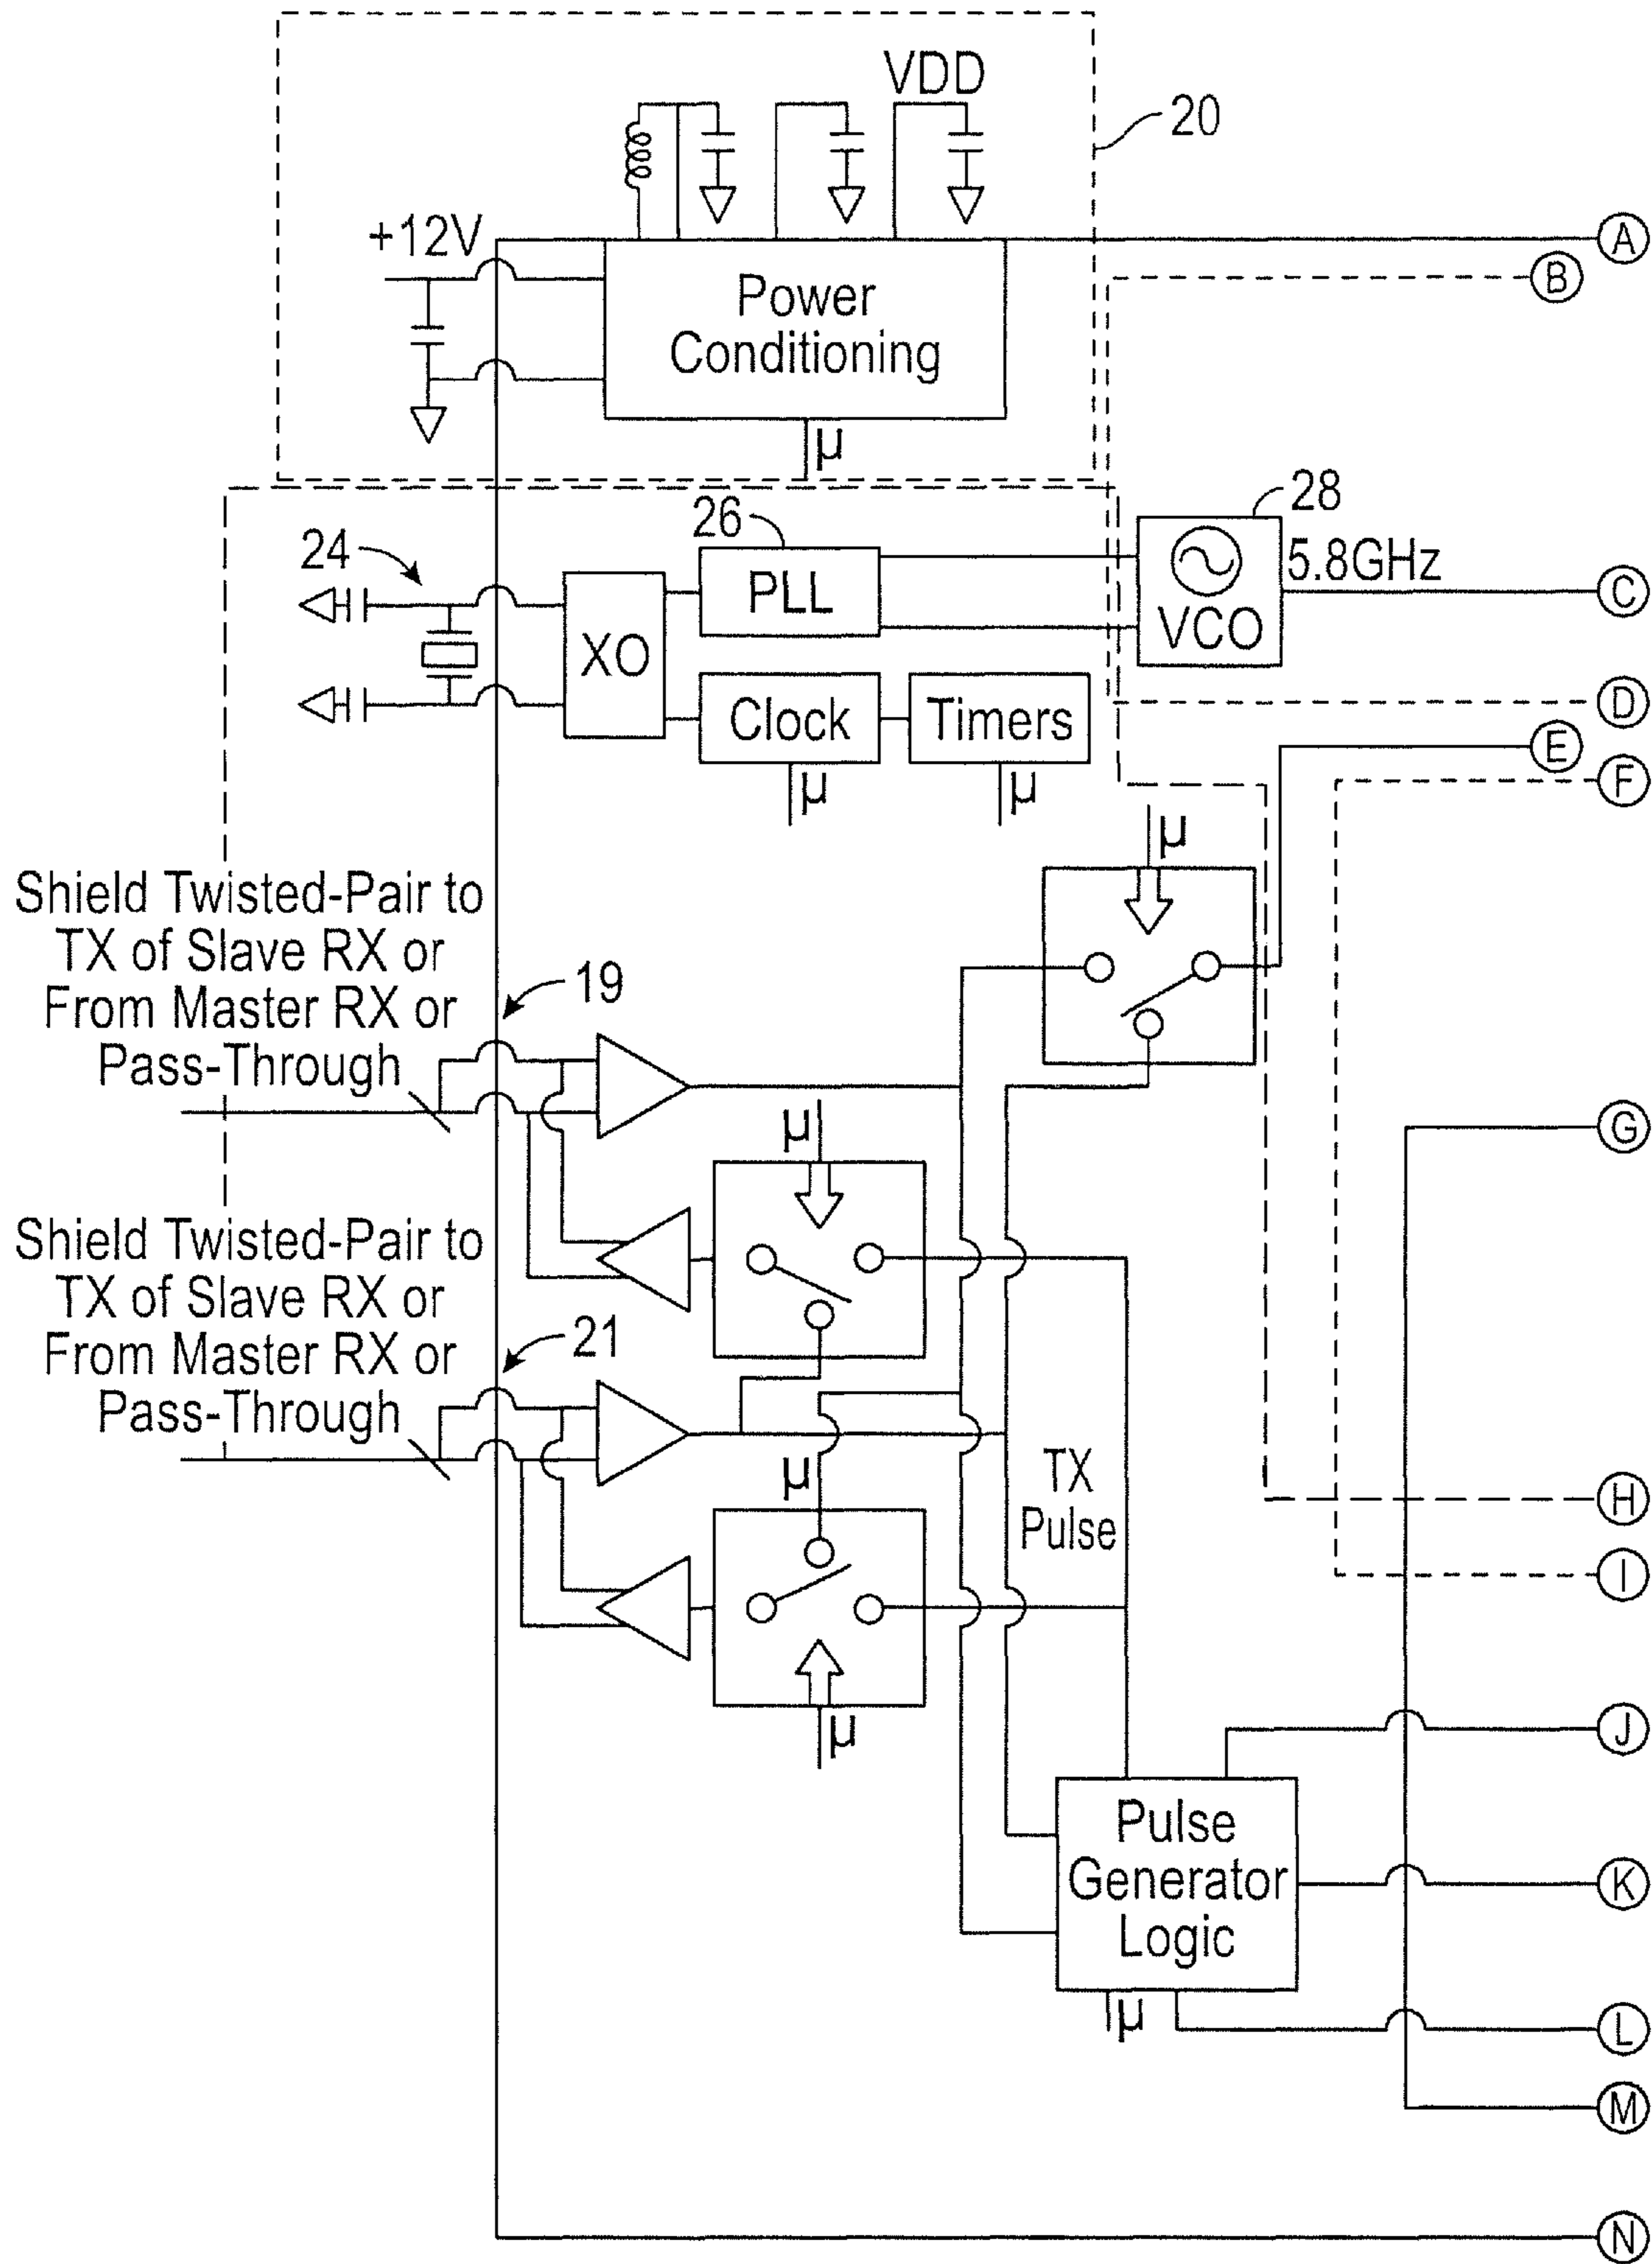 VDD
20
+12V
A
B
Power
Conditioning
μ
28
26
24
5.8GHz
PLL
C
VCO
XO
Clock
Timers
D
E
F
μ
μ
μ
Shield Twisted-Pair to
TX of Slave RX or
From Master RX or
Pass-Through
19
μ
G
Shield Twisted-Pair to
TX of Slave RX or
From Master RX or
Pass-Through
21
μ
TX
Pulse
H
I
μ
J
Pulse
Generator
Logic
K
μ
L
M
N